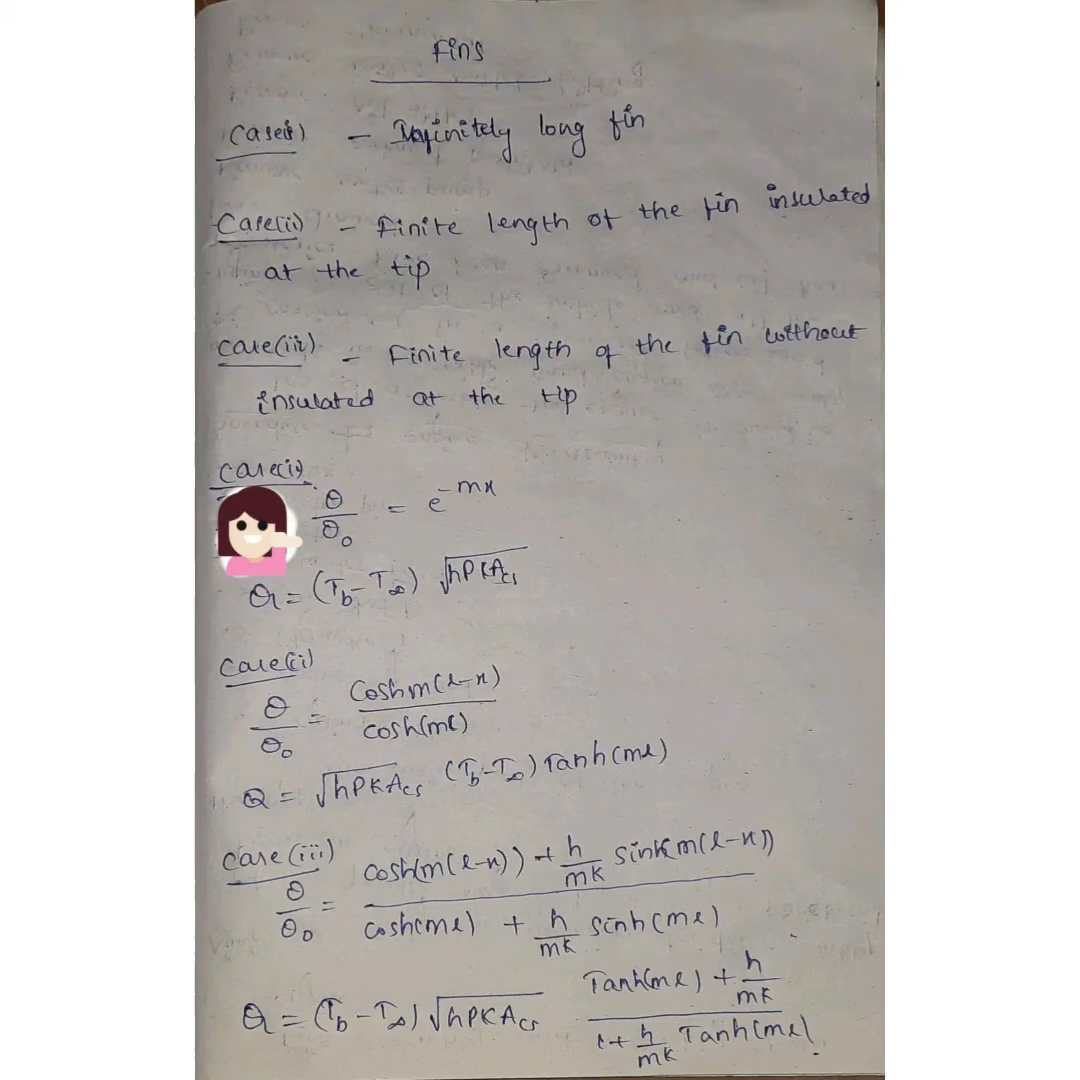 Fin's
Case(i) - Infinitely long fin
Case(ii) - Finite length of the fin insulated
at the tip
Case(iii) - Finite length of the fin without
insulated at the tip
Case(i)
θ/θ₀ = e^-mx
Q = (T_b - T_∞) √hPKA_cs
Case(ii)
θ/θ₀ = Cosh m(l-x) / cosh(ml)
Q = √hPKA_cs (T_b - T_∞) Tanh(ml)
Case(iii)
θ/θ₀ = cosh(m(l-x)) + h/mk sinh(m(l-x)) / cosh(ml) + h/mk sinh(ml)
Q = (T_b - T_∞) √hPKA_cs Tanh(ml) + h/mk / 1 + h/mk Tanh(ml)